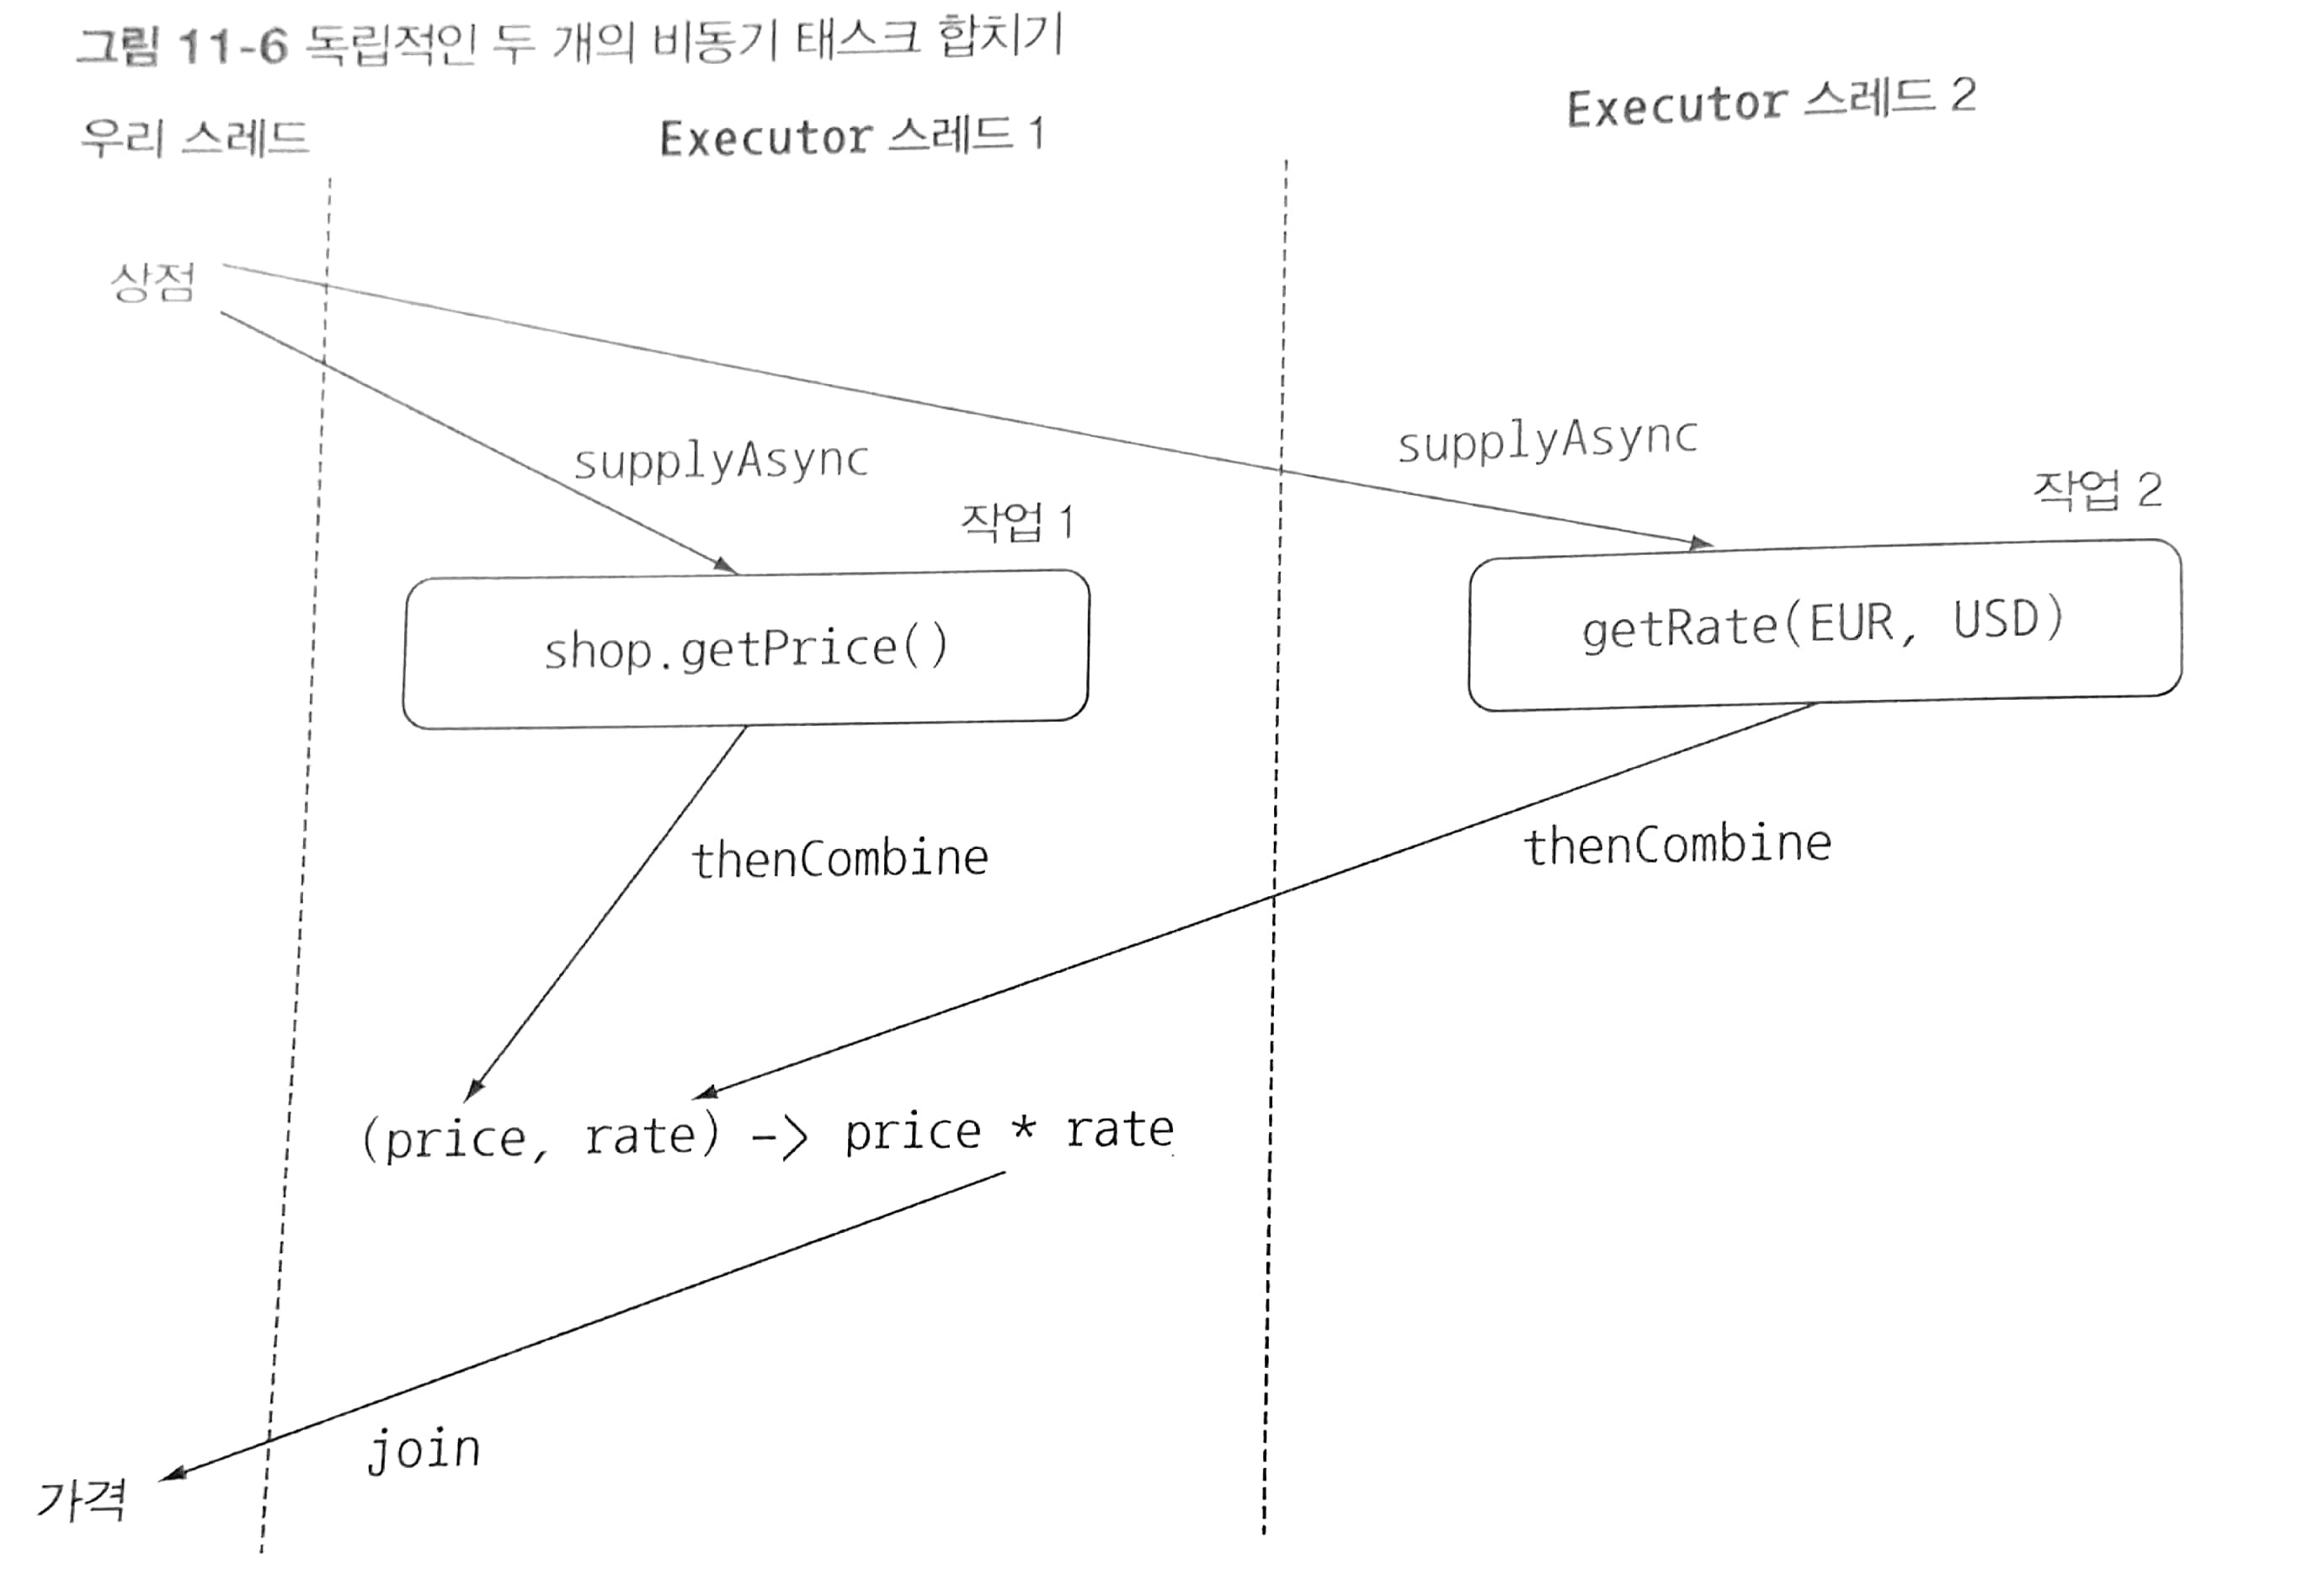 그림 11-6 독립적인 두 개의 비동기 태스크 합치기
우리 스레드
Executor 스레드 1
Executor 스레드 2
상점
supplyAsync
supplyAsync
작업 1
작업 2
shop.getPrice()
getRate(EUR, USD)
thenCombine
thenCombine
(price, rate) -> price * rate
join
가격